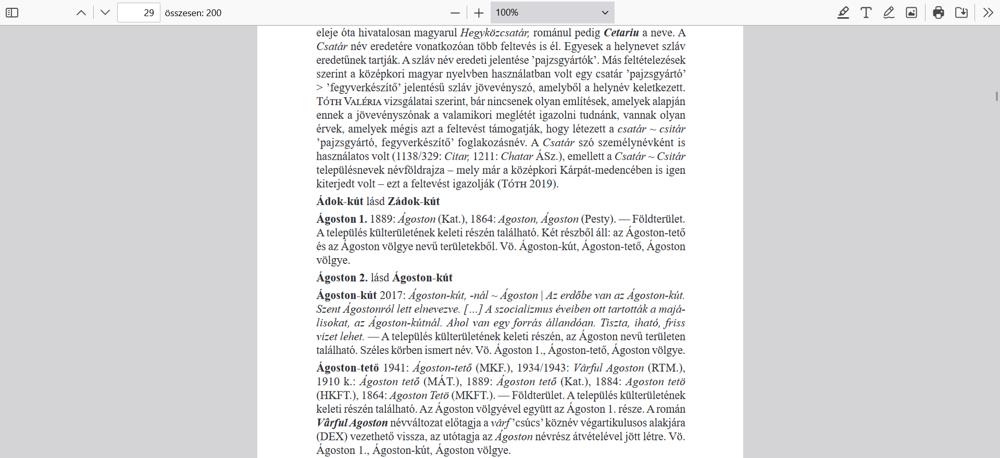 29 összesen: 200 100%
eleje óta hivatalosan magyarul Hegyközcsatár, románul pedig Cetariu a neve. A
Csatár név eredetére vonatkozóan több feltevés is él. Egyesek a helynevet szláv
eredetűnek tartják. A szláv név eredeti jelentése ’pajzsgyártók’. Más feltételezések
szerint a középkori magyar nyelvben használatban volt egy csatár ’pajzsgyártó’
> ’fegyverkészítő’ jelentésű szláv jövevényszó, amelyből a helynév keletkezett.
TÓTH VALÉRIA vizsgálatai szerint, bár nincsenek olyan említések, amelyek alapján
ennek a jövevényszónak a valamikori meglétét igazolni tudnánk, vannak olyan
érvek, amelyek mégis azt a feltevést támogatják, hogy létezett a csatár ~ csitár
’pajzsgyártó, fegyverkészítő’ foglakozásnév. A Csatár szó személynévként is
használatos volt (1138/329: Citar, 1211: Chatar ÁSz.), emellett a Csatár ~ Csitár
településnevek névföldrajza – mely már a középkori Kárpát-medencében is igen
kiterjedt volt – ezt a feltevést igazolják (TÓTH 2019).
Ádok-kút lásd Zádok-kút
Ágoston 1. 1889: Ágoston (Kat.), 1864: Agoston, Ágoston (Pesty). — Földterület.
A település külterületének keleti részén található. Két részből áll: az Ágoston-tető
és az Ágoston völgye nevű területekből. Vö. Ágoston-kút, Ágoston-tető, Ágoston
völgye.
Ágoston 2. lásd Ágoston-kút
Ágoston-kút 2017: Ágoston-kút, -nál ~ Ágoston | Az erdőbe van az Ágoston-kút.
Szent Ágostonról lett elnevezve. […] A szocializmus éveiben ott tartották a majá-
lisokat, az Ágoston-kútnál. Ahol van egy forrás állandóan. Tiszta, iható, friss
vizet lehet. — A település külterületének keleti részén, az Ágoston nevű területen
található. Széles körben ismert név. Vö. Ágoston 1., Ágoston-tető, Ágoston völgye.
Ágoston-tető 1941: Ágoston-tető (MKF.), 1934/1943: Vârful Agoston (RTM.),
1910 k.: Ágoston tető (MÁT.), 1889: Ágoston tető (Kat.), 1884: Agoston tetö
(HKFT.), 1864: Agoston Tetö (MKFT.). — Földterület. A település külterületének
keleti részén található. Az Ágoston völgyével együtt az Ágoston 1. része. A román
Vârful Agoston névváltozat előtagja a vârf ’csúcs’ köznév végartikulusos alakjára
(DEX) vezethető vissza, az utótagja az Ágoston névrész átvételével jött létre. Vö.
Ágoston 1., Ágoston-kút, Ágoston völgye.